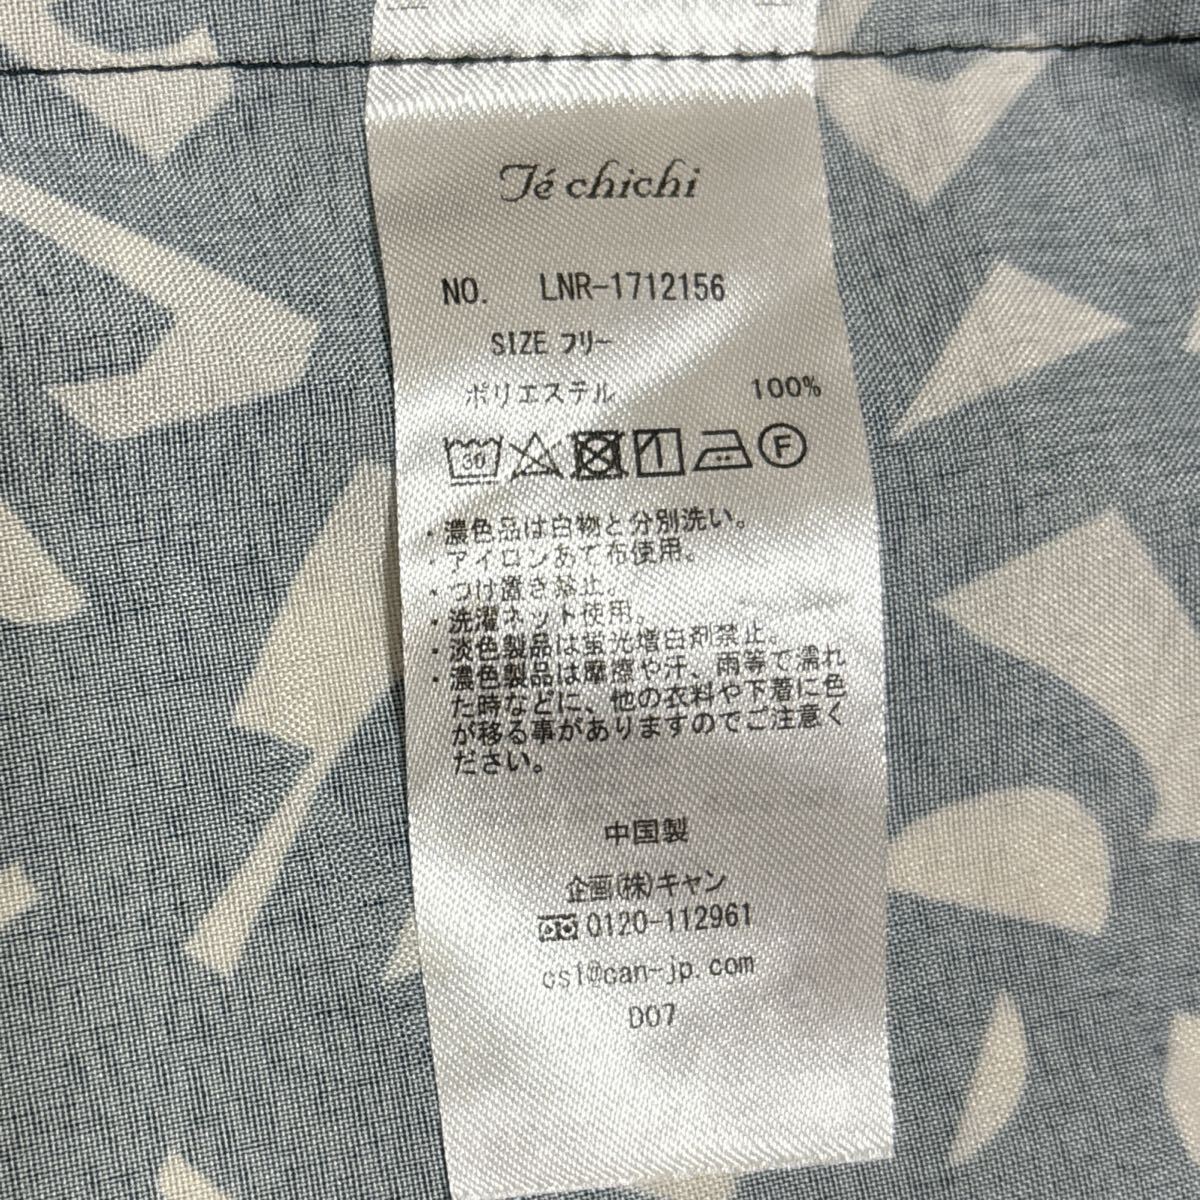 Té chichi
NO. LNR-1712156
SIZE フリー
ポリエステル 100%
30
F
・濃色品は白物と分別洗い。
・アイロンあて布使用。
・つけ置き禁止。
・洗濯ネット使用。
・淡色製品は蛍光増白剤禁止。
・濃色製品は摩擦や汗、雨等で濡れ
た時などに、他の衣料や下着に色
が移る事がありますのでご注意く
ださい。
中国製
企画(株)キャン
0120-112961
cs1@can-jp.com
D07